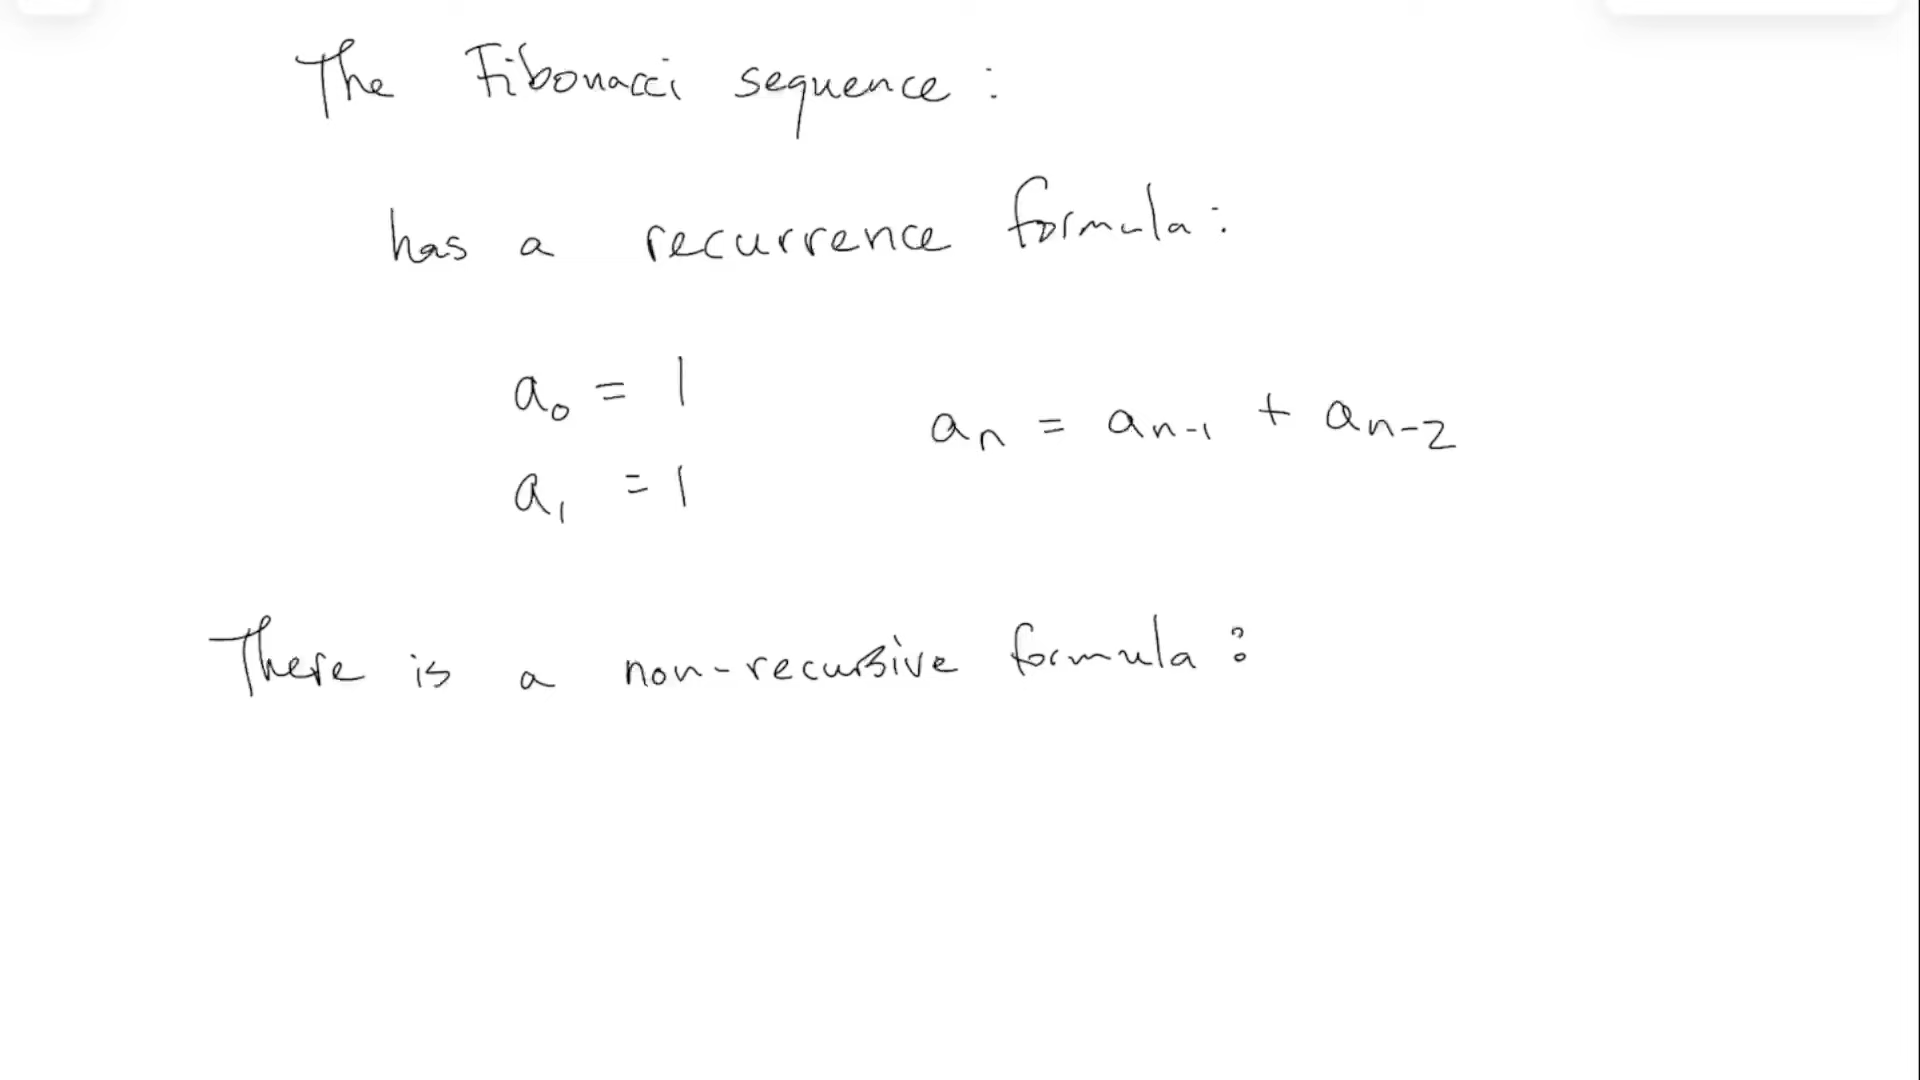 The Fibonacci sequence:
has a recurrence formula:
a₀ = 1
aₙ = aₙ₋₁ + aₙ₋₂
a₁ = 1
There is a non-recursive formula: